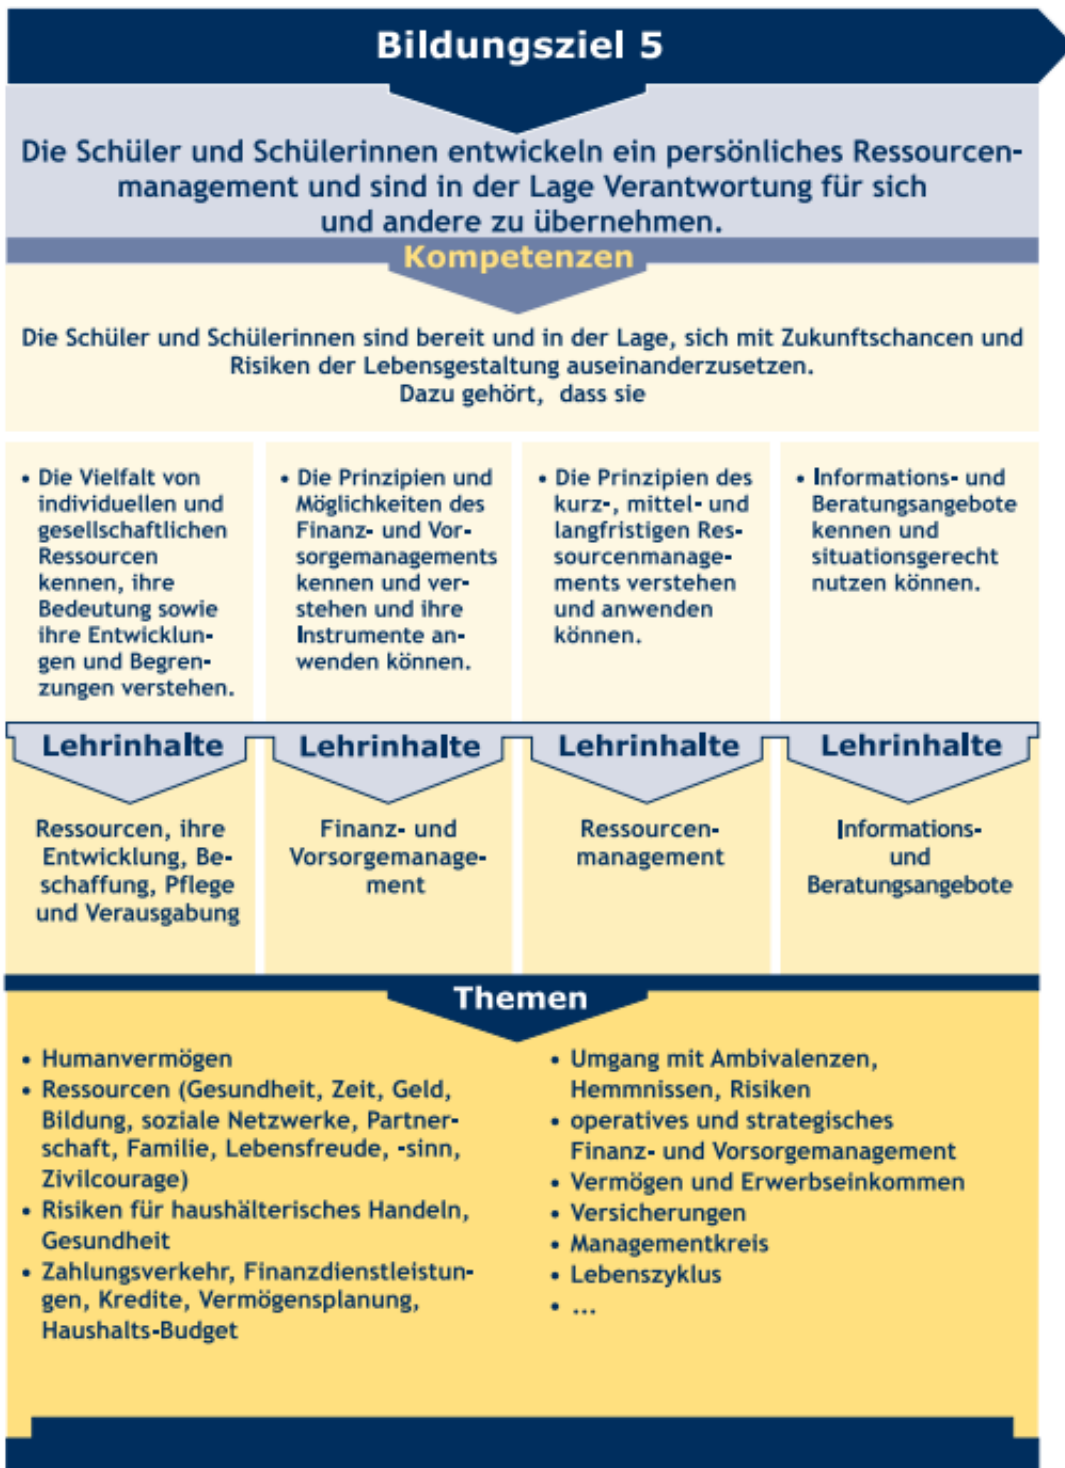 Bildungsziel 5
Die Schüler und Schülerinnen entwickeln ein persönliches Ressourcen-
management und sind in der Lage Verantwortung für sich
und andere zu übernehmen.
Kompetenzen
Die Schüler und Schülerinnen sind bereit und in der Lage, sich mit Zukunftschancen und
Risiken der Lebensgestaltung auseinanderzusetzen.
Dazu gehört, dass sie
• Die Vielfalt von
individuellen und
gesellschaftlichen
Ressourcen
kennen, ihre
Bedeutung sowie
ihre Entwicklun-
gen und Begren-
zungen verstehen.
• Die Prinzipien und
Möglichkeiten des
Finanz- und Vor-
sorgemanagements
kennen und ver-
stehen und ihre
Instrumente an-
wenden können.
• Die Prinzipien des
kurz-, mittel- und
langfristigen Res-
sourcenmanage-
ments verstehen
und anwenden
können.
• Informations- und
Beratungsangebote
kennen und
situationsgerecht
nutzen können.
Lehrinhalte
Ressourcen, ihre
Entwicklung, Be-
schaffung, Pflege
und Verausgabung
Lehrinhalte
Finanz- und
Vorsorgemanage-
ment
Lehrinhalte
Ressourcen-
management
Lehrinhalte
Informations-
und
Beratungsangebote
Themen
• Humanvermögen
• Ressourcen (Gesundheit, Zeit, Geld,
Bildung, soziale Netzwerke, Partner-
schaft, Familie, Lebensfreude, -sinn,
Zivilcourage)
• Risiken für haushälterisches Handeln,
Gesundheit
• Zahlungsverkehr, Finanzdienstleistun-
gen, Kredite, Vermögensplanung,
Haushalts-Budget
• Umgang mit Ambivalenzen,
Hemmnissen, Risiken
• operatives und strategisches
Finanz- und Vorsorgemanagement
• Vermögen und Erwerbseinkommen
• Versicherungen
• Managementkreis
• Lebenszyklus
• ...